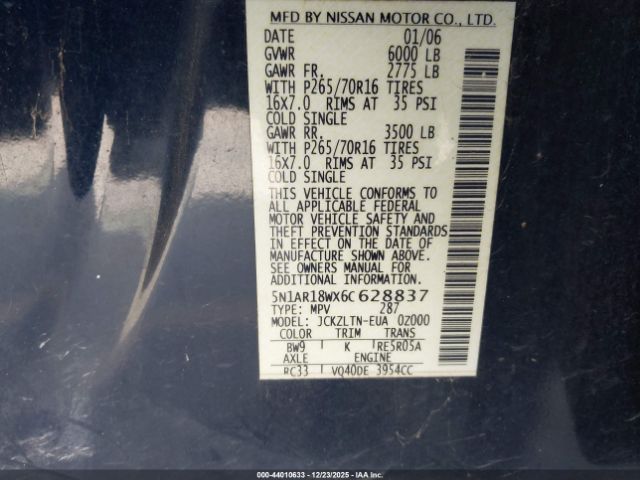 MFD BY NISSAN MOTOR CO., LTD.
DATE 01/06
GVWR 6000 LB
GAWR FR. 2775 LB
WITH P265/70R16 TIRES
16X7.0 RIMS AT 35 PSI
COLD SINGLE
GAWR RR. 3500 LB
WITH P265/70R16 TIRES
16X7.0 RIMS AT 35 PSI
COLD SINGLE
THIS VEHICLE CONFORMS TO
ALL APPLICABLE FEDERAL
MOTOR VEHICLE SAFETY AND
THEFT PREVENTION STANDARDS
IN EFFECT ON THE DATE OF
MANUFACTURE SHOWN ABOVE.
SEE OWNERS MANUAL FOR
ADDITIONAL INFORMATION
5N1AR18WX6C628837
TYPE: MPV 287
MODEL: JCKZLTN-EUA 0Z000
COLOR TRIM TRANS
BW9 K RE5R05A
AXLE ENGINE
RC33 VQ40DE 3954CC
000-44010633 - 12/23/2025 - IAAI.COM